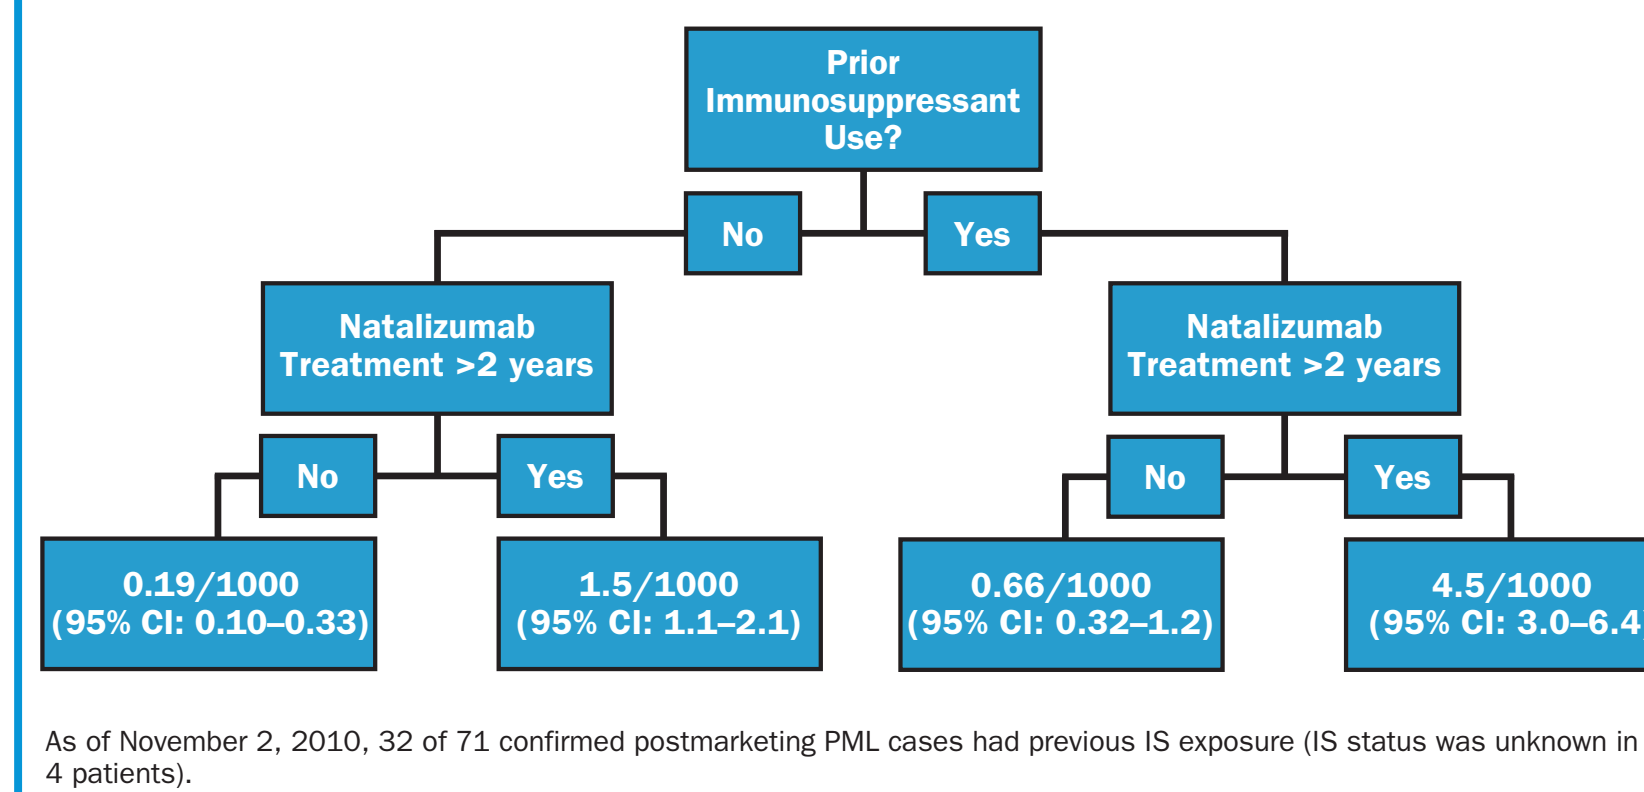 Prior
Immunosuppressant
Use?
No
Yes
Natalizumab
Treatment >2 years
Natalizumab
Treatment >2 years
No
Yes
No
Yes
0.19/1000
(95% CI: 0.10–0.33)
1.5/1000
(95% CI: 1.1–2.1)
0.66/1000
(95% CI: 0.32–1.2)
4.5/1000
(95% CI: 3.0–6.4)
As of November 2, 2010, 32 of 71 confirmed postmarketing PML cases had previous IS exposure (IS status was unknown in
4 patients).